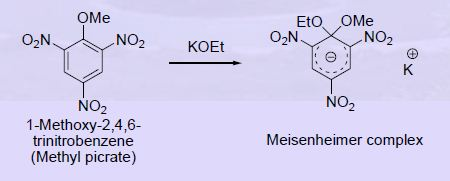 OMe
O₂N
NO₂
NO₂
1-Methoxy-2,4,6-
trinitrobenzene
(Methyl picrate)
KOEt
EtO OMe
O₂N
NO₂
⊖
NO₂
⊕
K
Meisenheimer complex